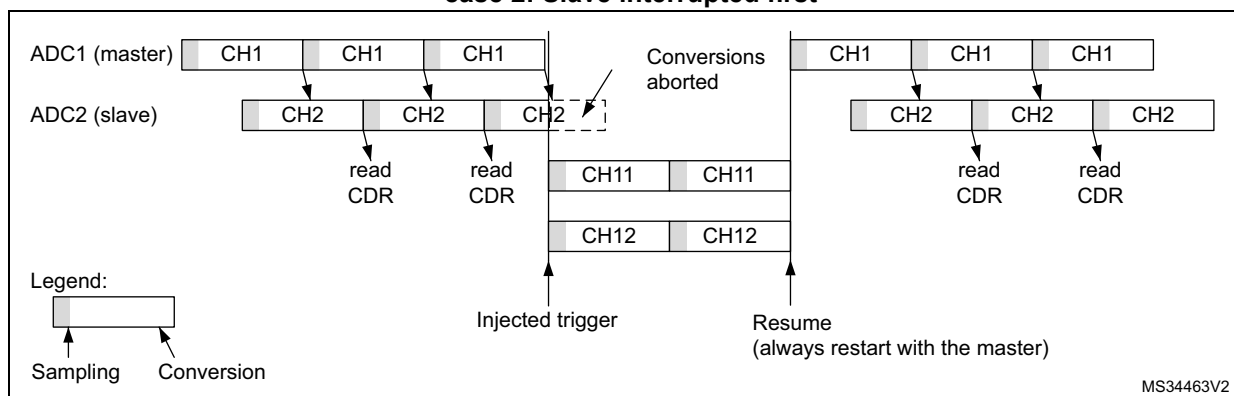 case 2: Slave interrupted first
ADC1 (master) CH1 CH1 CH1 CH1 CH1 CH1
Conversions
aborted
ADC2 (slave) CH2 CH2 CH2 CH2 CH2 CH2
read read read read
CDR CDR CDR CDR
CH11 CH11
CH12 CH12
Legend:
Injected trigger
Resume
(always restart with the master)
Sampling Conversion
MS34463V2